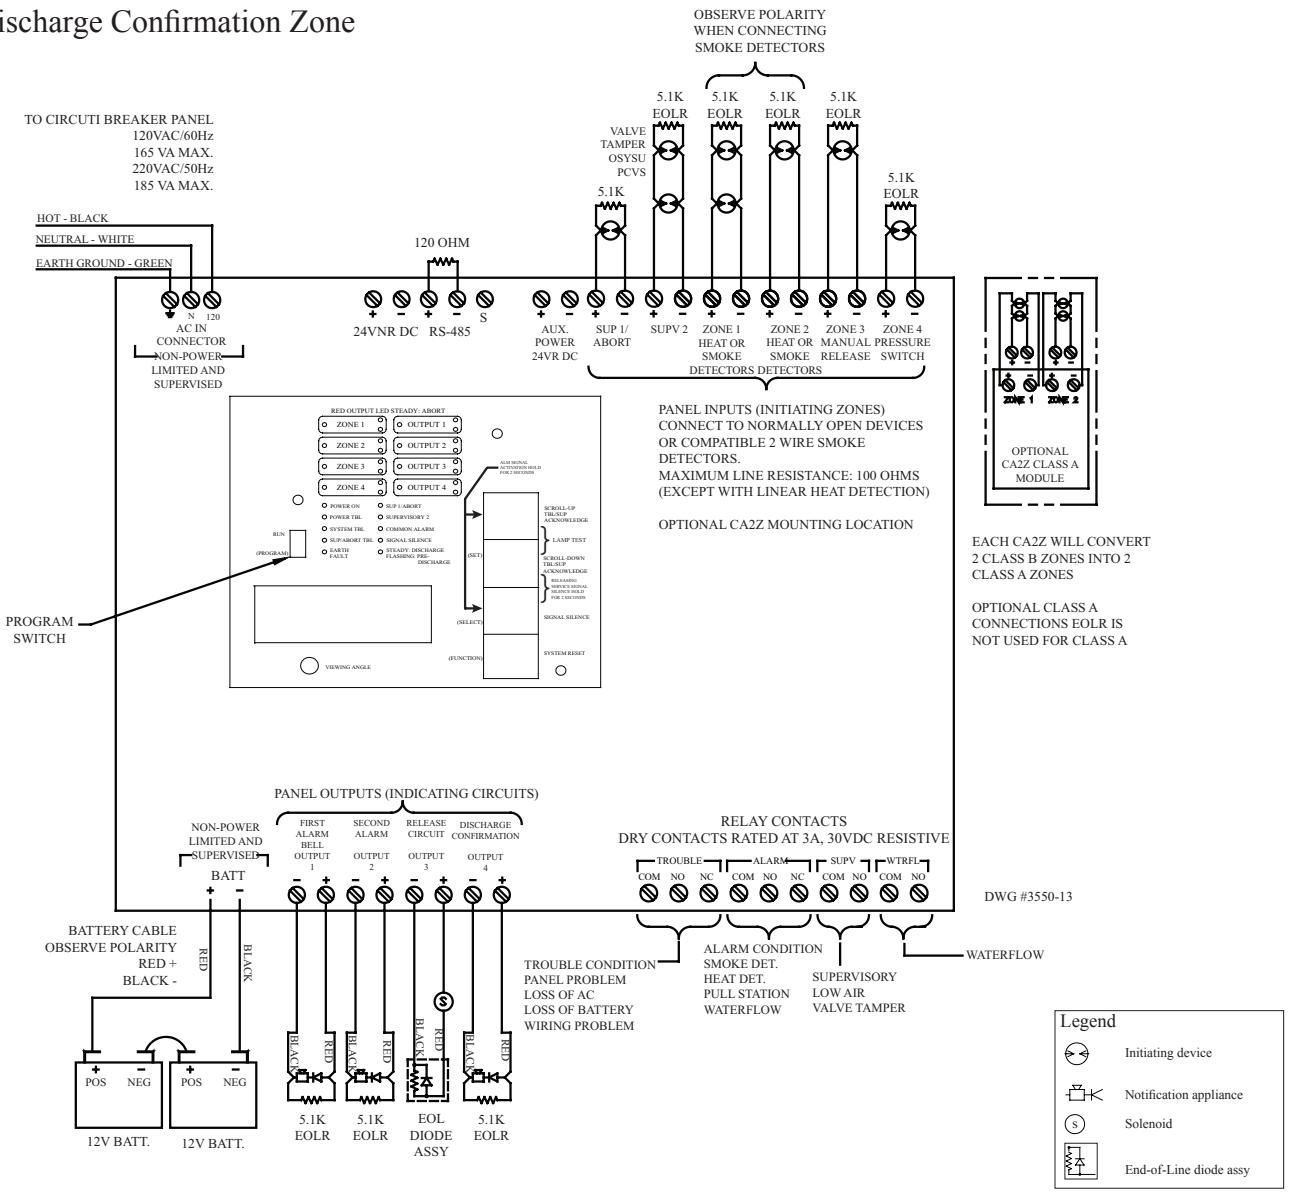 ischarge Confirmation Zone
OBSERVE POLARITY
WHEN CONNECTING
SMOKE DETECTORS
TO CIRCUTI BREAKER PANEL
120VAC/60Hz
165 VA MAX.
220VAC/50Hz
185 VA MAX.
HOT - BLACK
NEUTRAL - WHITE
EARTH GROUND - GREEN
120 OHM
VALVE
TAMPER
OSYSU
PCVS
5.1K
5.1K
EOLR
5.1K
EOLR
5.1K
EOLR
5.1K
EOLR
5.1K
EOLR
N 120
AC IN
CONNECTOR
NON-POWER
LIMITED AND
SUPERVISED
+ - + - S
24VNR DC RS-485
+ - + - + - + - + - + - + -
AUX.
POWER
24VR DC
SUP 1/
ABORT
SUPV 2
ZONE 1
HEAT OR
SMOKE
DETECTORS
ZONE 2
HEAT OR
SMOKE
DETECTORS
ZONE 3
MANUAL
RELEASE
ZONE 4
PRESSURE
SWITCH
PANEL INPUTS (INITIATING ZONES)
CONNECT TO NORMALLY OPEN DEVICES
OR COMPATIBLE 2 WIRE SMOKE
DETECTORS.
MAXIMUM LINE RESISTANCE: 100 OHMS
(EXCEPT WITH LINEAR HEAT DETECTION)
OPTIONAL CA2Z MOUNTING LOCATION
+ - + -
+ - + -
ZONE 1 ZONE 2
OPTIONAL
CA2Z CLASS A
MODULE
EACH CA2Z WILL CONVERT
2 CLASS B ZONES INTO 2
CLASS A ZONES
OPTIONAL CLASS A
CONNECTIONS EOLR IS
NOT USED FOR CLASS A
RED OUTPUT LED STEADY: ABORT
ZONE 1 OUTPUT 1
ZONE 2 OUTPUT 2
ZONE 3 OUTPUT 3
ZONE 4 OUTPUT 4
POWER ON SUP 1/ABORT
POWER TBL SUPERVISORY 2
SYSTEM TBL COMMON ALARM
SUP/ABORT TBL SIGNAL SILENCE
EARTH
FAULT
STEADY: DISCHARGE
FLASHING: PRE-
DISCHARGE
RUN
(PROGRAM)
ALM SIGNAL
ACTIVATION HOLD
FOR 2 SECONDS
SCROLL-UP
TBL/SUP
ACKNOWLEDGE
LAMP TEST
(SET)
SCROLL-DOWN
TBL/SUP
ACKNOWLEDGE
RELEASING
SERVICE SIGNAL
SILENCE HOLD
FOR 2 SECONDS
(SELECT)
SIGNAL SILENCE
(FUNCTION)
SYSTEM RESET
VIEWING ANGLE
PROGRAM
SWITCH
PANEL OUTPUTS (INDICATING CIRCUITS)
NON-POWER
LIMITED AND
SUPERVISED
BATT
+ -
FIRST
ALARM
BELL
OUTPUT
1
SECOND
ALARM
OUTPUT
2
RELEASE
CIRCUIT
OUTPUT
3
DISCHARGE
CONFIRMATION
OUTPUT
4
- + - + - + - +
RELAY CONTACTS
DRY CONTACTS RATED AT 3A, 30VDC RESISTIVE
TROUBLE ALARM SUPV WTRFL
COM NO NC COM NO NC COM NO COM NO
DWG #3550-13
BATTERY CABLE
OBSERVE POLARITY
RED +
BLACK -
RED
BLACK
TROUBLE CONDITION
PANEL PROBLEM
LOSS OF AC
LOSS OF BATTERY
WIRING PROBLEM
ALARM CONDITION
SMOKE DET.
HEAT DET.
PULL STATION
WATERFLOW
SUPERVISORY
LOW AIR
VALVE TAMPER
WATERFLOW
S
BLACK
RED
BLACK
RED
BLACK
RED
BLACK
RED
+ - + -
POS NEG POS NEG
12V BATT. 12V BATT.
5.1K
EOLR
5.1K
EOLR
EOL
DIODE
ASSY
5.1K
EOLR
Legend
Initiating device
Notification appliance
S Solenoid
End-of-Line diode assy